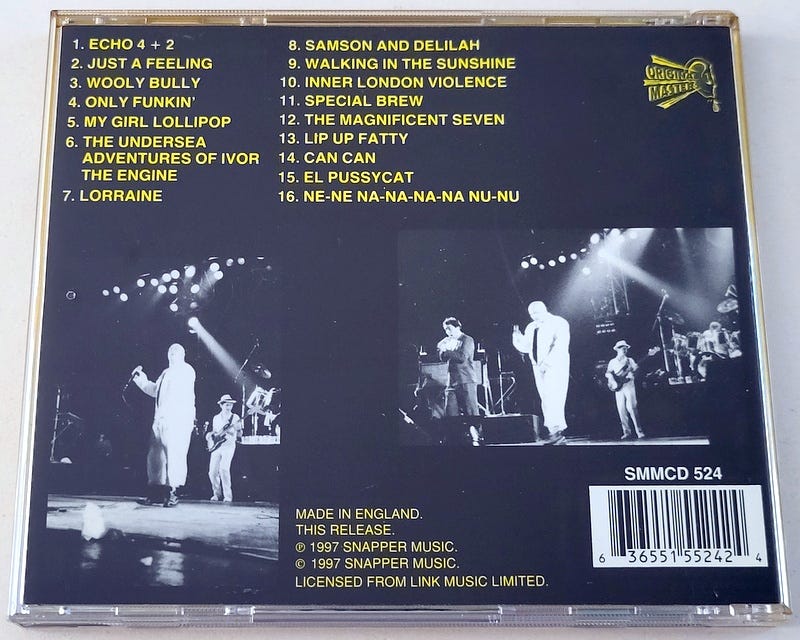 1. ECHO 4 + 2
2. JUST A FEELING
3. WOOLY BULLY
4. ONLY FUNKIN'
5. MY GIRL LOLLIPOP
6. THE UNDERSEA
ADVENTURES OF IVOR
THE ENGINE
7. LORRAINE
8. SAMSON AND DELILAH
9. WALKING IN THE SUNSHINE
10. INNER LONDON VIOLENCE
11. SPECIAL BREW
12. THE MAGNIFICENT SEVEN
13. LIP UP FATTY
14. CAN CAN
15. EL PUSSYCAT
16. NE-NE NA-NA-NA-NA NU-NU
ORIGINAL
MASTERS
SMMCD 524
6 36551 55242 4
MADE IN ENGLAND.
THIS RELEASE.
℗ 1997 SNAPPER MUSIC.
© 1997 SNAPPER MUSIC.
LICENSED FROM LINK MUSIC LIMITED.